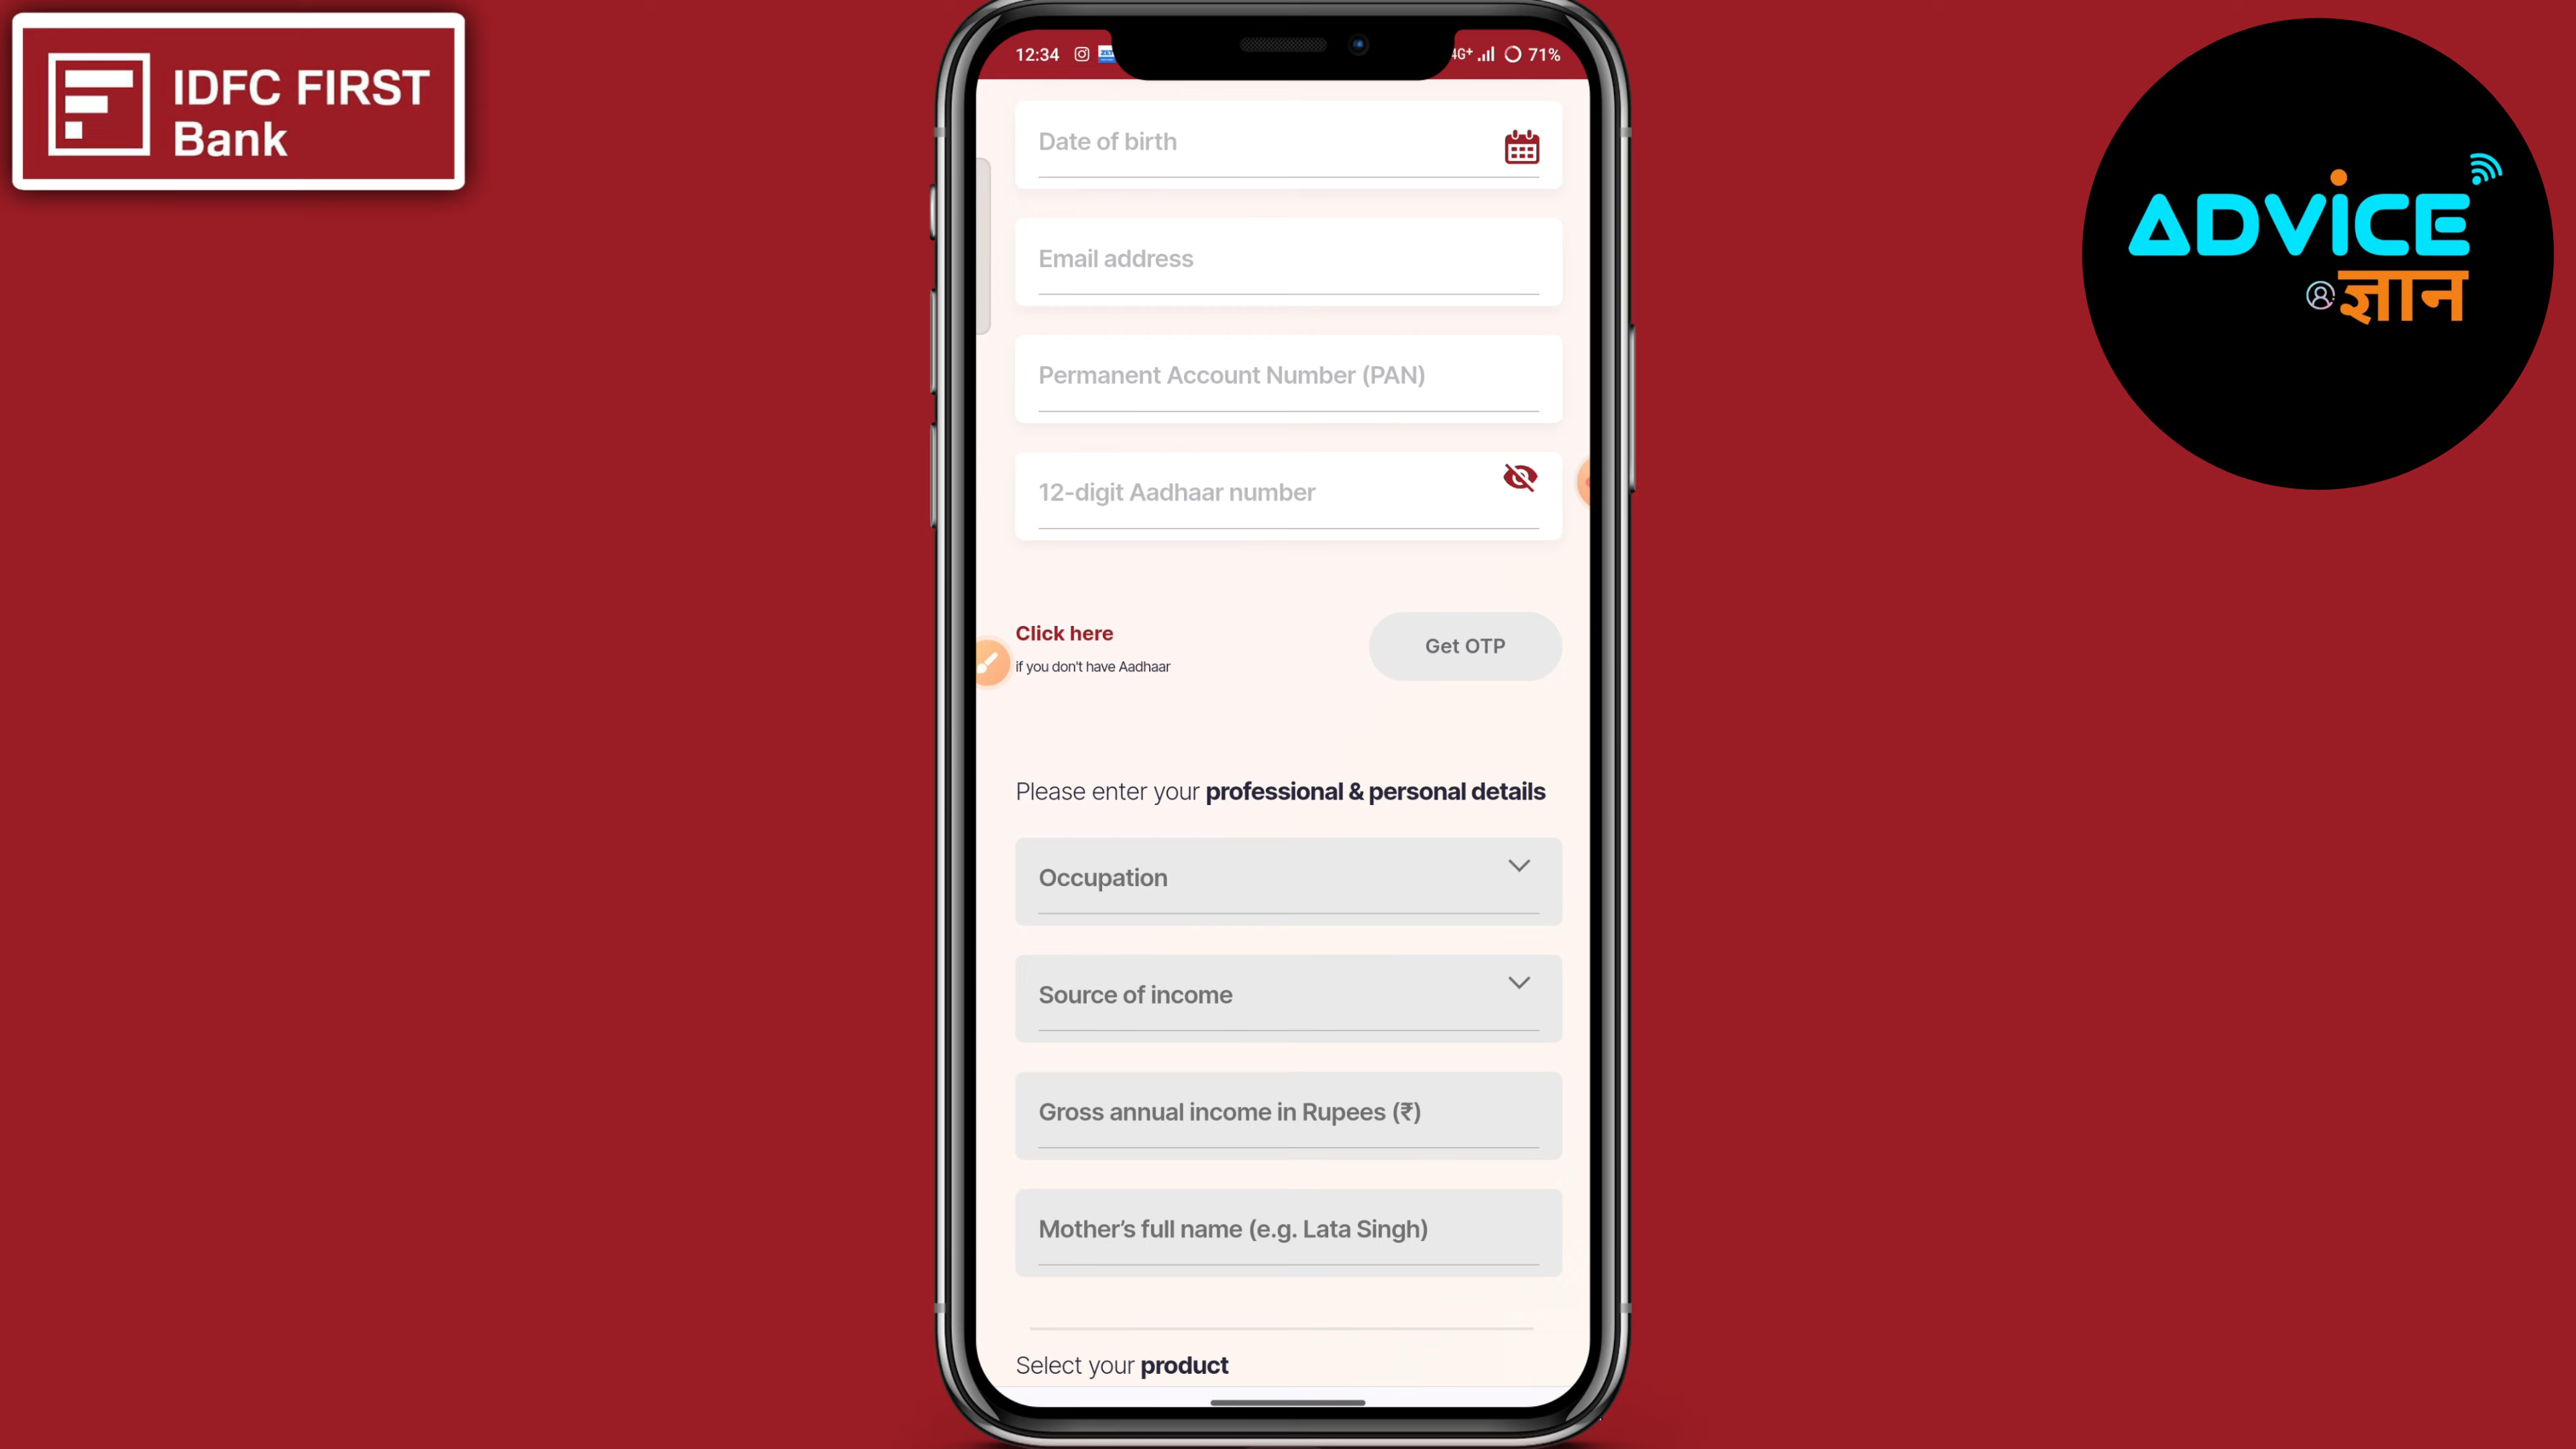 IDFC FIRST
Bank
ADVICE
ज्ञान
12:34
4G+ 71%
Date of birth
Email address
Permanent Account Number (PAN)
12-digit Aadhaar number
Click here
if you don't have Aadhaar
Get OTP
Please enter your professional & personal details
Occupation
Source of income
Gross annual income in Rupees (₹)
Mother’s full name (e.g. Lata Singh)
Select your product